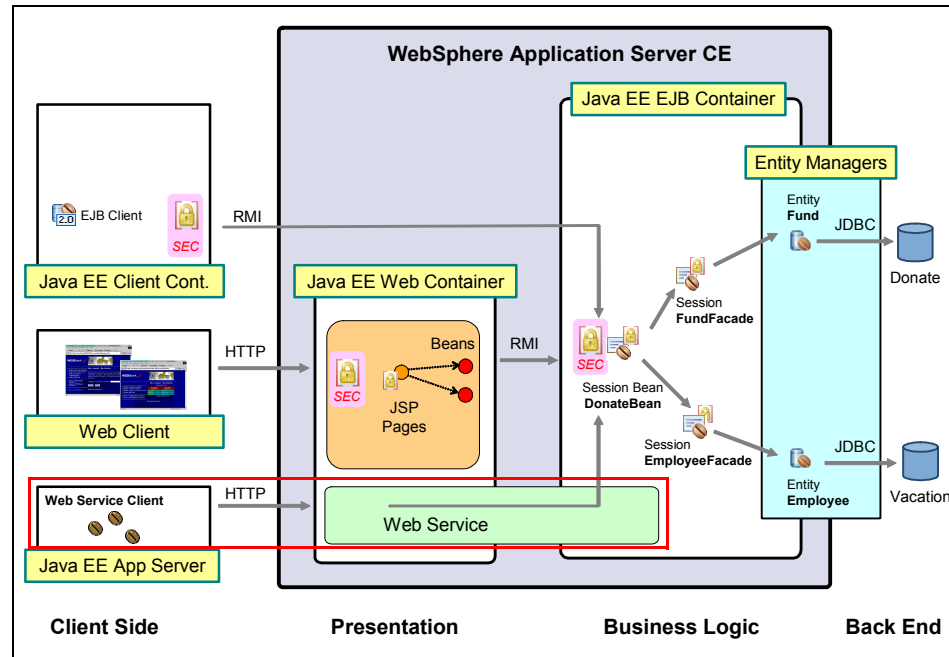 WebSphere Application Server CE
Java EE EJB Container
Entity Managers
EJB Client
2.0
SEC
RMI
Java EE Client Cont.
Entity
Fund
JDBC
Donate
Session
FundFacade
Java EE Web Container
HTTP
Beans
RMI
SEC
JSP
Pages
SEC
Session Bean
DonateBean
Web Client
Session
EmployeeFacade
JDBC
Entity
Employee
Vacation
Web Service Client
HTTP
Web Service
Java EE App Server
Client Side
Presentation
Business Logic
Back End